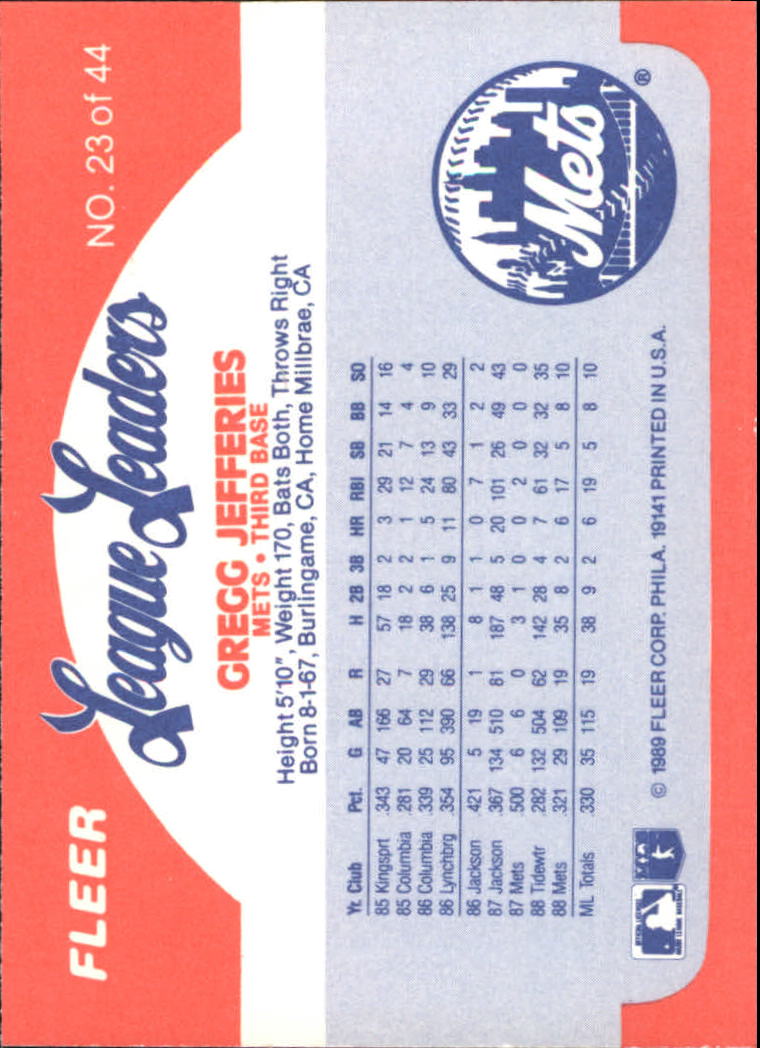 FLEER
League Leaders
NO. 23 of 44
GREGG JEFFERIES
METS • THIRD BASE
Height 5'10", Weight 170, Bats Both, Throws Right
Born 8-1-67, Burlingame, CA, Home Millbrae, CA
Yr. Club Pct. G AB R H 2B 3B HR RBI SB BB SO
85 Kingsprt .343 47 166 27 57 18 2 3 29 21 14 16
85 Columbia .281 20 64 7 18 2 2 1 12 7 4 4
86 Columbia .339 25 112 29 38 6 1 5 24 13 9 10
86 Lynchbrg .354 95 390 66 138 25 9 11 80 43 33 29
86 Jackson .421 5 19 1 8 1 1 0 7 1 2 2
87 Jackson .367 134 510 81 187 48 5 20 101 26 49 43
87 Mets .500 6 6 0 3 1 0 0 2 0 0 0
88 Tidewtr .282 132 504 62 142 28 4 7 61 32 32 35
88 Mets .321 29 109 19 35 8 2 6 17 5 8 10
ML Totals .330 35 115 19 38 9 2 6 19 5 8 10
Mets
NY
®
© 1989 FLEER CORP. PHILA. 19141 PRINTED IN U.S.A.